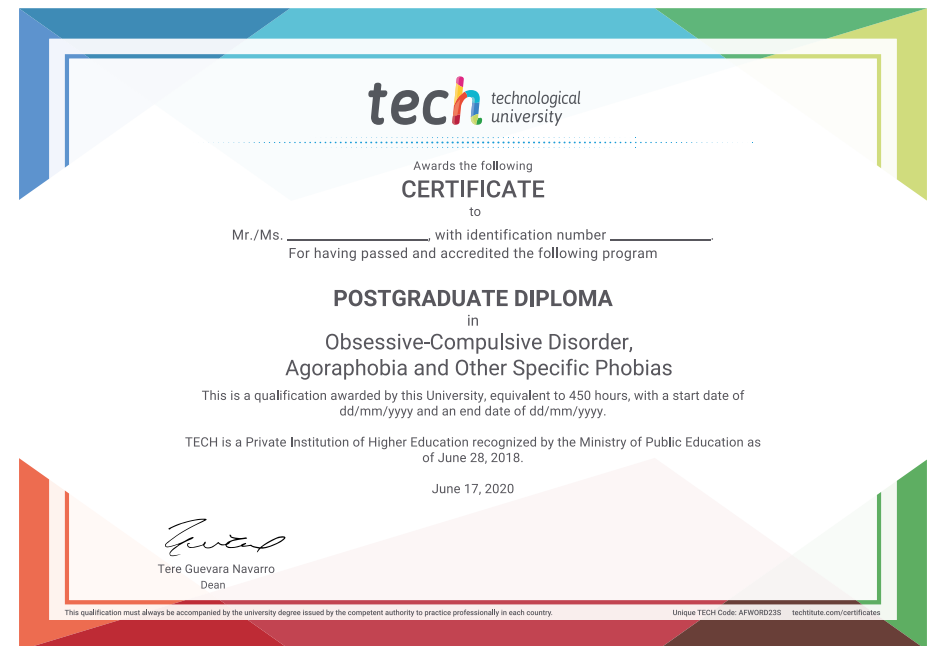 tech technological
university
Awards the following
CERTIFICATE
to
Mr./Ms. ____________, with identification number ____________.
For having passed and accredited the following program
POSTGRADUATE DIPLOMA
in
Obsessive-Compulsive Disorder,
Agoraphobia and Other Specific Phobias
This is a qualification awarded by this University, equivalent to 450 hours, with a start date of
dd/mm/yyyy and an end date of dd/mm/yyyy.
TECH is a Private Institution of Higher Education recognized by the Ministry of Public Education as
of June 28, 2018.
June 17, 2020
Tere Guevara Navarro
Dean
This qualification must always be accompanied by the university degree issued by the competent authority to practice professionally in each country. Unique TECH Code: AFWORD23S techtitute.com/certificates